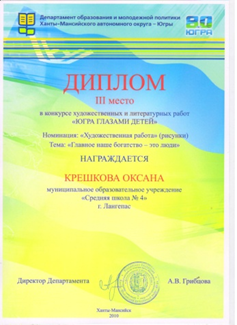 Департамент образования и молодежной политики
Ханты-Мансийского автономного округа - Югры
80
ЮГРА
ДИПЛОМ
III место
в конкурсе художественных и литературных работ
«ЮГРА ГЛАЗАМИ ДЕТЕЙ»
Номинация: «Художественная работа» (рисунки)
Тема: «Главное наше богатство – это люди»
НАГРАЖДАЕТСЯ
КРЕШКОВА ОКСАНА
муниципальное образовательное учреждение
«Средняя школа № 4»
г. Лангепас
Директор Департамента
А.В. Грибцова
Ханты-Мансийск
2010